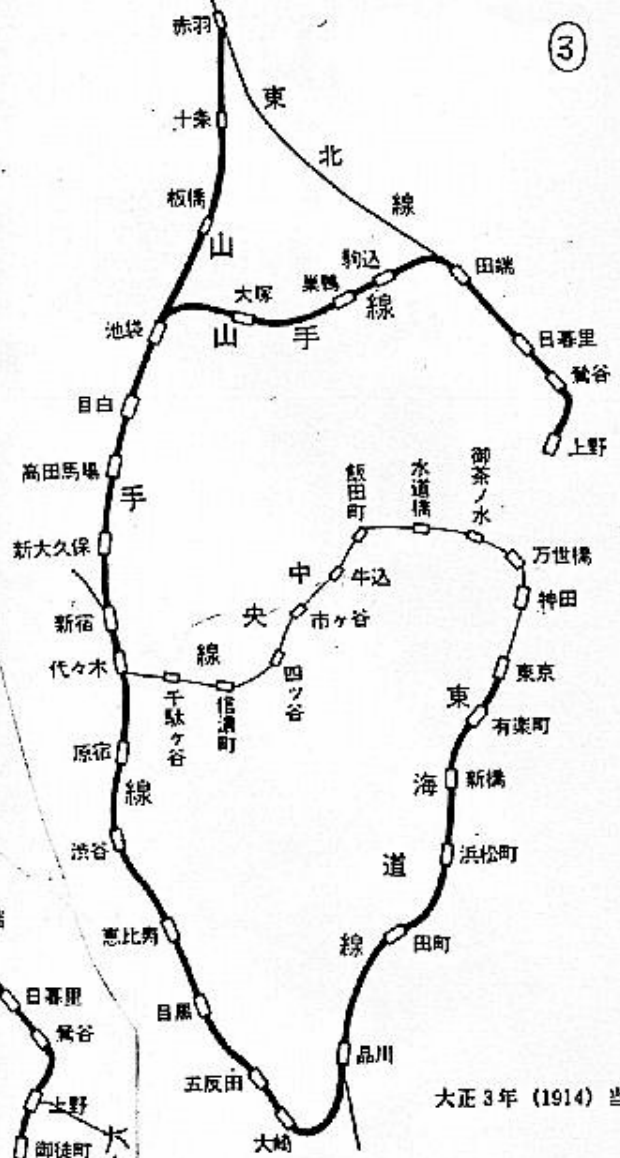 ③
赤羽
十条
板橋
池袋
目白
高田馬場
新大久保
新宿
代々木
原宿
渋谷
恵比寿
目黒
五反田
大崎
品川
田町
浜松町
新橋
有楽町
東京
神田
万世橋
御茶ノ水
水道橋
飯田町
牛込
市ヶ谷
四ツ谷
信濃町
千駄ヶ谷
大塚
巣鴨
駒込
田端
日暮里
鶯谷
上野
東北線
山手線
山手線
中央線
東海道線
大正3年(1914)当
日暮里
鶯谷
上野
御徒町